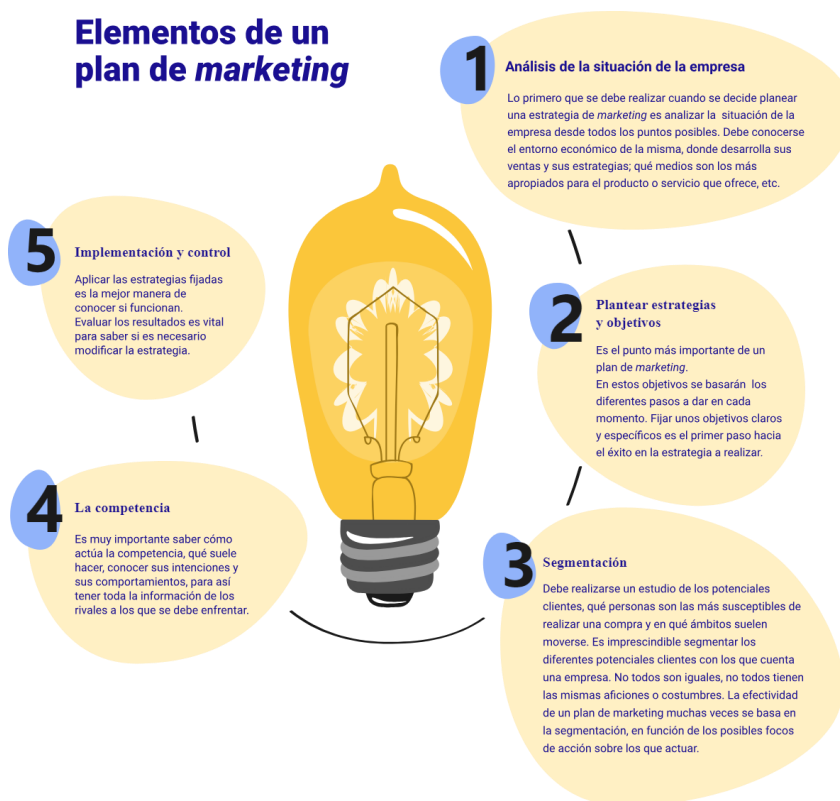 Elementos de un
plan de marketing
1
Análisis de la situación de la empresa
Lo primero que se debe realizar cuando se decide planear
una estrategia de marketing es analizar la situación de la
empresa desde todos los puntos posibles. Debe conocerse
el entorno económico de la misma, donde desarrolla sus
ventas y sus estrategias; qué medios son los más
apropiados para el producto o servicio que ofrece, etc.
2
Plantear estrategias
y objetivos
Es el punto más importante de un
plan de marketing.
En estos objetivos se basarán los
diferentes pasos a dar en cada
momento. Fijar unos objetivos claros
y específicos es el primer paso hacia
el éxito en la estrategia a realizar.
3
Segmentación
Debe realizarse un estudio de los potenciales
clientes, qué personas son las más susceptibles de
realizar una compra y en qué ámbitos suelen
moverse. Es imprescindible segmentar los
diferentes potenciales clientes con los que cuenta
una empresa. No todos son iguales, no todos tienen
las mismas aficiones o costumbres. La efectividad
de un plan de marketing muchas veces se basa en
la segmentación, en función de los posibles focos
de acción sobre los que actuar.
4
La competencia
Es muy importante saber cómo
actúa la competencia, qué suele
hacer, conocer sus intenciones y
sus comportamientos, para así
tener toda la información de los
rivales a los que se debe enfrentar.
5
Implementación y control
Aplicar las estrategias fijadas
es la mejor manera de
conocer si funcionan.
Evaluar los resultados es vital
para saber si es necesario
modificar la estrategia.